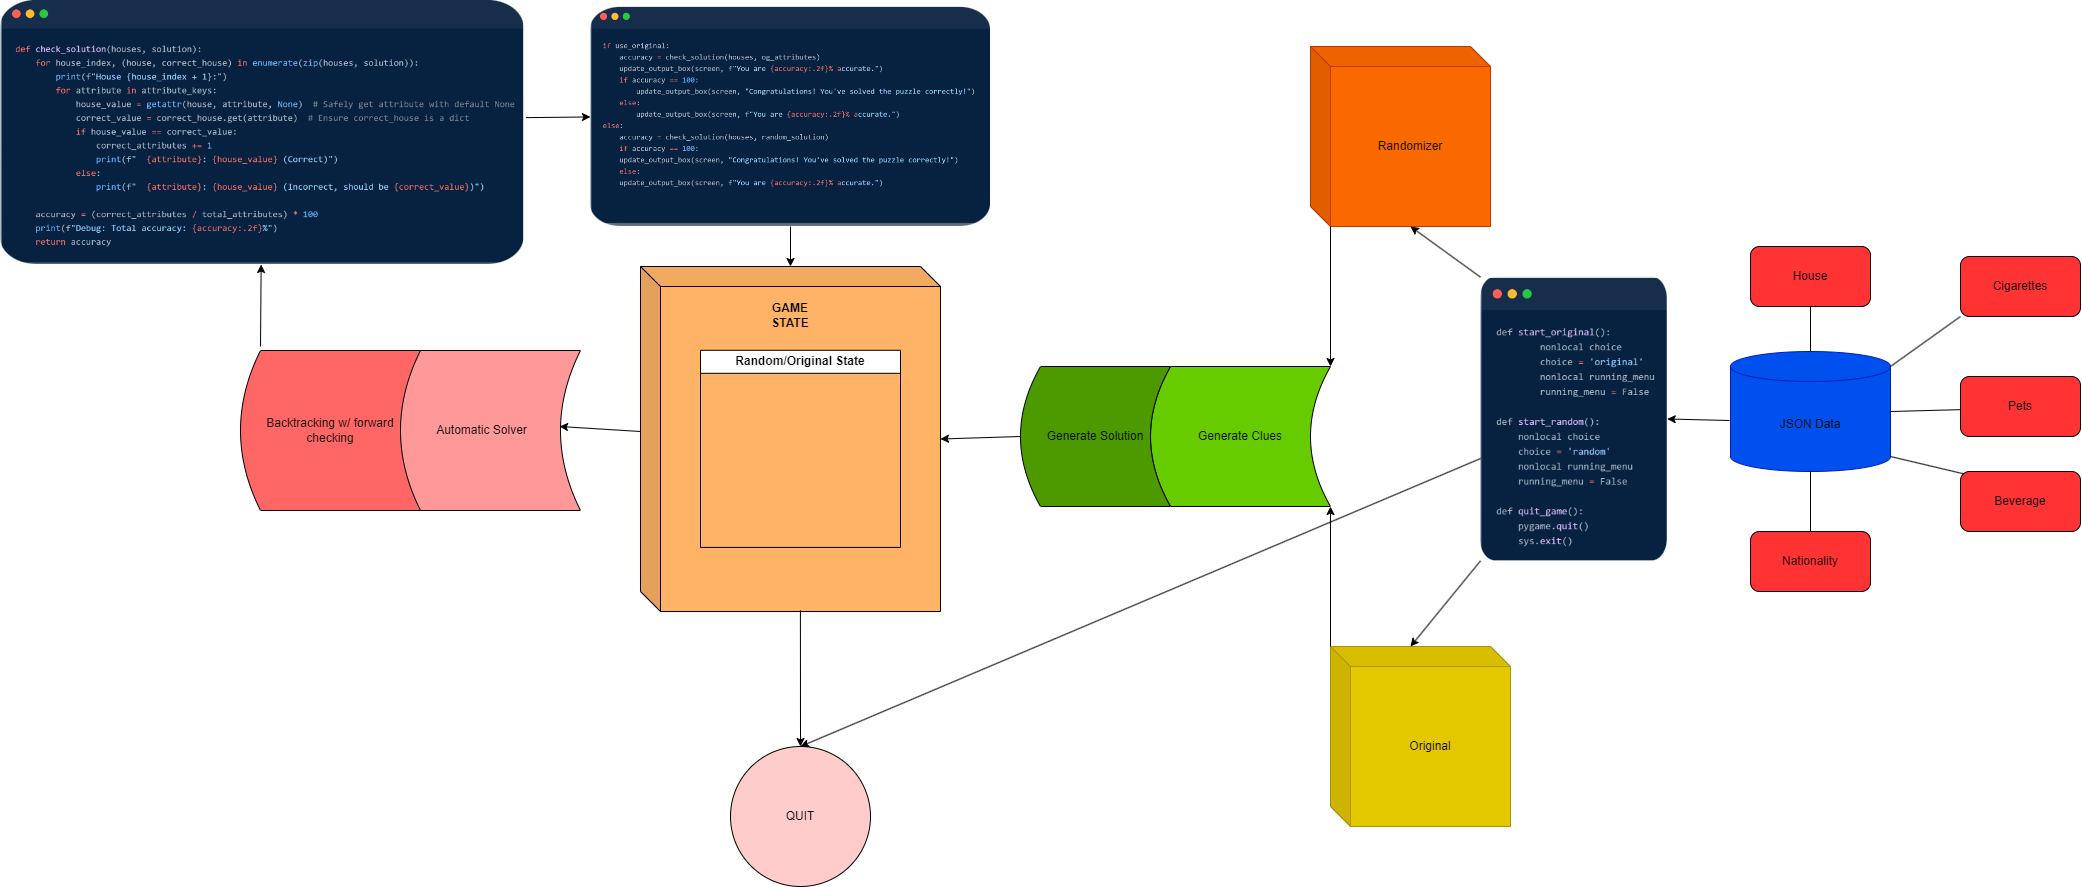 def check_solution(houses, solution):
for house_index, (house, correct_house) in enumerate(zip(houses, solution)):
print(f"House {house_index + 1}:")
for attribute in attribute_keys:
house_value = getattr(house, attribute, None)  # Safely get attribute with default None
correct_value = correct_house.get(attribute)  # Ensure correct_house is a dict
if house_value == correct_value:
correct_attributes += 1
print(f"  {attribute}: {house_value} (Correct)")
else:
print(f"  {attribute}: {house_value} (Incorrect, should be {correct_value})")
accuracy = (correct_attributes / total_attributes) * 100
print(f"Debug: Total accuracy: {accuracy:.2f}%")
return accuracy
if use_original:
accuracy = check_solution(houses, og_attributes)
update_output_box(screen, f"You are {accuracy:.2f}% accurate.")
if accuracy == 100:
update_output_box(screen, "Congratulations! You've solved the puzzle correctly!")
else:
update_output_box(screen, f"You are {accuracy:.2f}% accurate.")
else:
accuracy = check_solution(houses, random_solution)
if accuracy == 100:
update_output_box(screen, "Congratulations! You've solved the puzzle correctly!")
else:
update_output_box(screen, f"You are {accuracy:.2f}% accurate.")
Randomizer
GAME
STATE
Random/Original State
Backtracking w/ forward
checking
Automatic Solver
Generate Solution
Generate Clues
def start_original():
nonlocal choice
choice = 'original'
nonlocal running_menu
running_menu = False
def start_random():
nonlocal choice
choice = 'random'
nonlocal running_menu
running_menu = False
def quit_game():
pygame.quit()
sys.exit()
House
Cigarettes
Pets
JSON Data
Beverage
Nationality
Original
QUIT